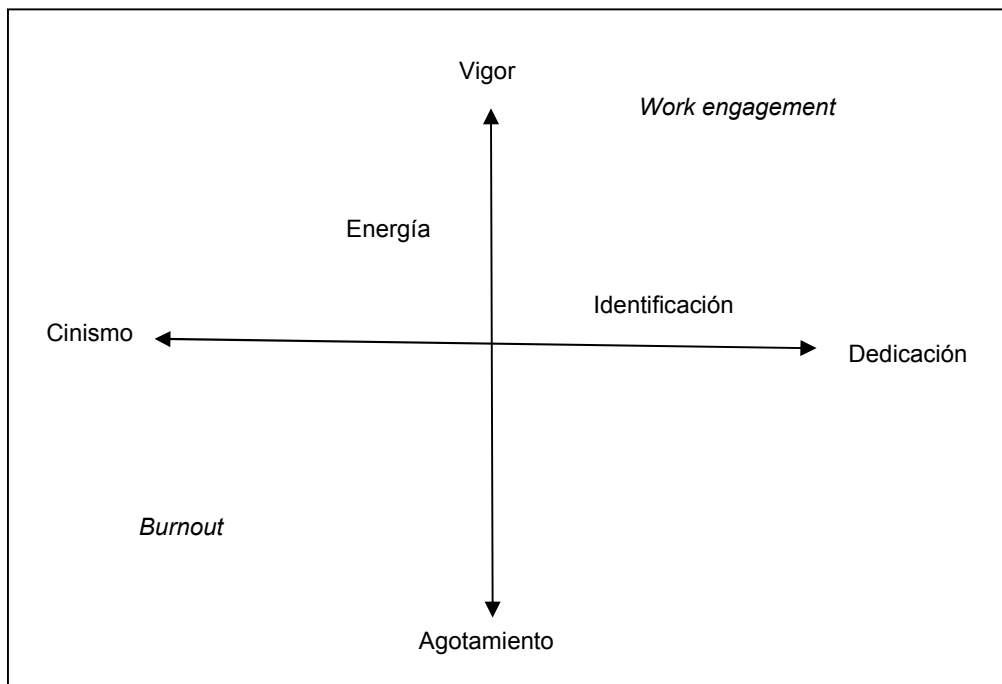 Vigor
Work engagement
Energía
Identificación
Cinismo
Dedicación
Burnout
Agotamiento